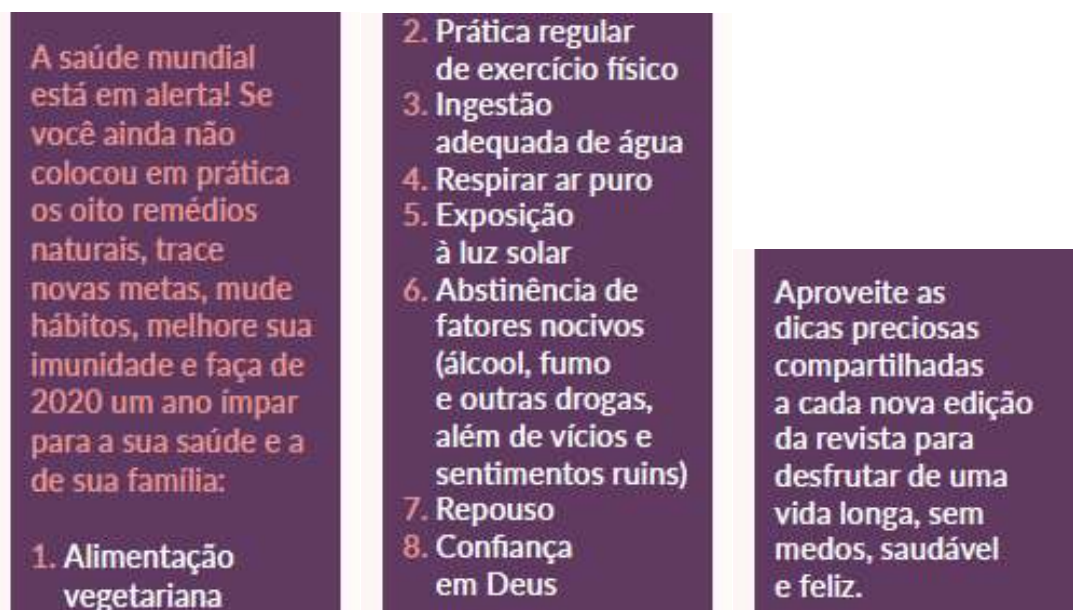 A saúde mundial
está em alerta! Se
você ainda não
colocou em prática
os oito remédios
naturais, trace
novas metas, mude
hábitos, melhore sua
imunidade e faça de
2020 um ano ímpar
para a sua saúde e a
de sua família:
1. Alimentação
vegetariana
2. Prática regular
de exercício físico
3. Ingestão
adequada de água
4. Respirar ar puro
5. Exposição
à luz solar
6. Abstinência de
fatores nocivos
(álcool, fumo
e outras drogas,
além de vícios e
sentimentos ruins)
7. Repouso
8. Confiança
em Deus
Aproveite as
dicas preciosas
compartilhadas
a cada nova edição
da revista para
desfrutar de uma
vida longa, sem
medos, saudável
e feliz.